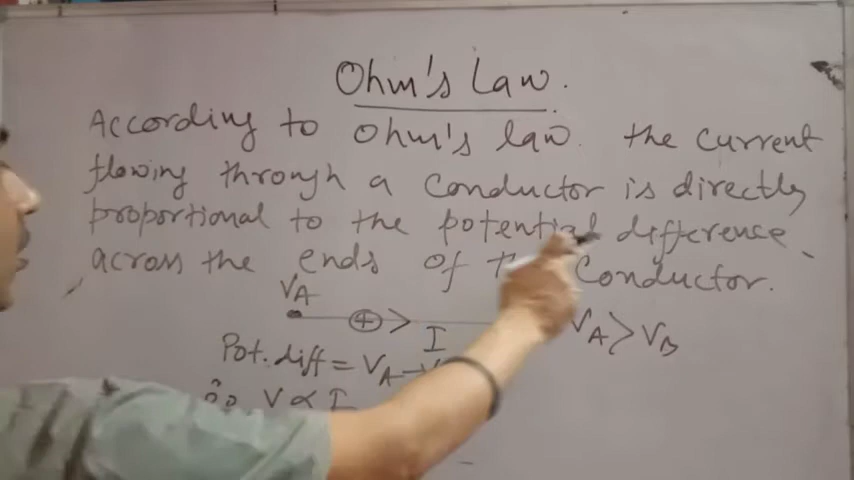 Ohm's Law.
According to Ohm's law. the current
flowing through a conductor is directly
proportional to the potential difference
across the ends of conductor.
VA
+ I VA > VB
Pot. diff = VA - V
∴ V ∝ I